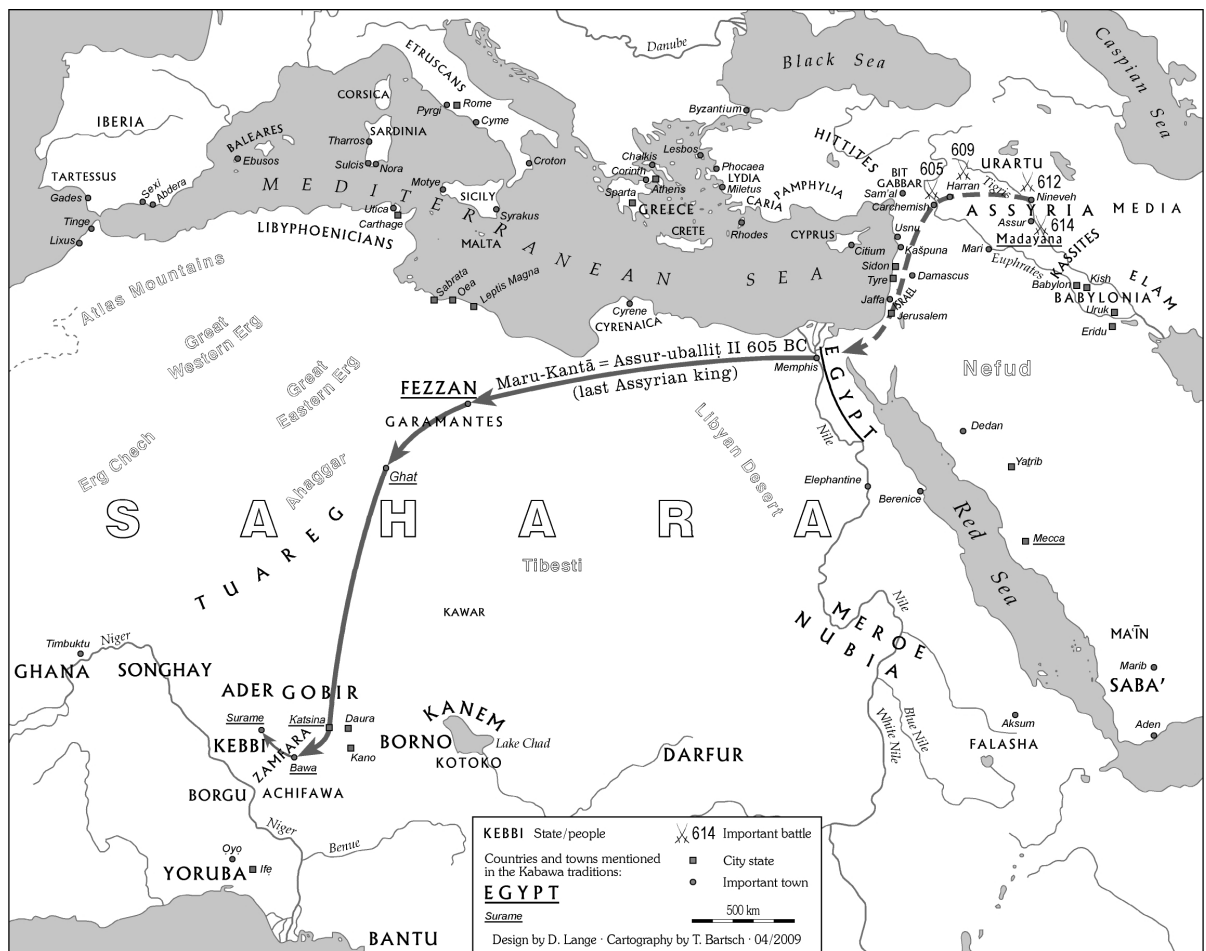 Danube
Black Sea
Caspian Sea
ETRUSCANS
CORSICA
Pyrgi
Rome
Cyme
Byzantium
IBERIA
BALEARES
Ebusos
SARDINIA
Tharros
Sulcis
Nora
Croton
Lesbos
Chalkis
Corinth
Athens
Sparta
GREECE
Phocaea
LYDIA
Miletus
CARIA
PAMPHYLIA
HITTITES
BIT
GABBAR
Sam'al
Carchemish
605
609
Harran
URARTU
Tigris
612
Nineveh
ASSYRIA
MEDIA
Assur
614
Madayana
TARTESSUS
Gades
Sexi
Abdera
Tinge
Lixus
MEDITERRANEAN SEA
Motye
SICILY
Syrakus
Utica
Carthage
LIBYPHOENICIANS
MALTA
CRETE
Rhodes
CYPRUS
Citium
Usnu
Kašpuna
Sidon
Tyre
Damascus
Jaffa
ISRAEL
Jerusalem
Mari
Euphrates
KASSITES
Babylon
Kish
BABYLONIA
Uruk
Eridu
ELAM
Atlas Mountains
Sabrata
Oea
Leptis Magna
Cyrene
CYRENAICA
Great
Western Erg
Great
Eastern Erg
Erg Chech
Ahaggar
FEZZAN
GARAMANTES
Ghat
Maru-Kantā = Assur-uballiṭ II 605 BC
(last Assyrian king)
Memphis
EGYPT
Nile
Libyan Desert
Nefud
Dedan
Yaṯrib
Elephantine
Berenice
Red Sea
Mecca
SAHARA
TUAREG
Tibesti
KAWAR
Nile
MEROE
NUBIA
MA'ĪN
Marib
SABA'
Aden
Timbuktu
Niger
GHANA
SONGHAY
ADER
GOBIR
Surame
Katsina
Daura
KEBBI
ZAMFARA
Kano
Bawa
KANEM
BORNO
Lake Chad
KOTOKO
DARFUR
White Nile
Blue Nile
Aksum
FALASHA
BORGU
ACHIFAWA
Niger
Benue
Ọyọ
YORUBA
Ifẹ
BANTU
KEBBI State/people
614 Important battle
Countries and towns mentioned
in the Kabawa traditions:
City state
EGYPT
Important town
Surame
500 km
Design by D. Lange · Cartography by T. Bartsch · 04/2009